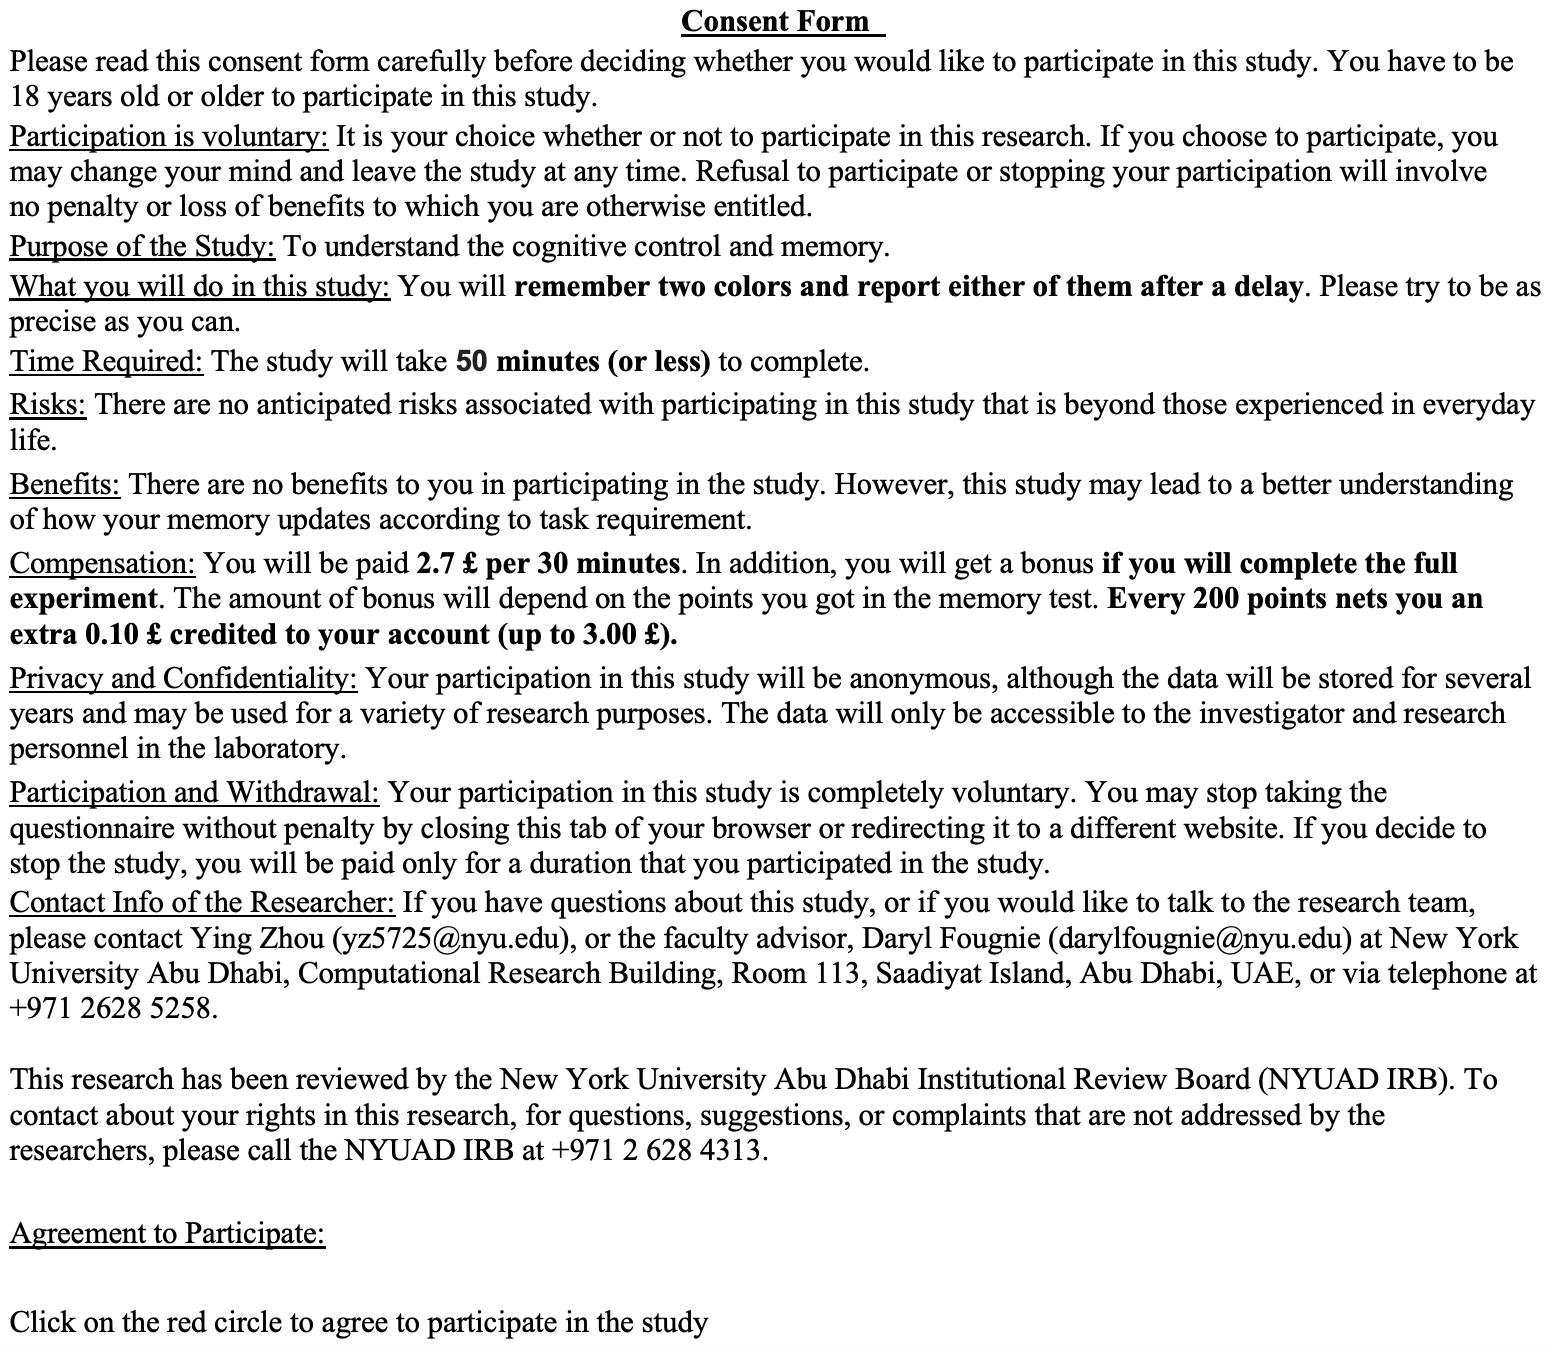 Consent Form
Please read this consent form carefully before deciding whether you would like to participate in this study. You have to be
18 years old or older to participate in this study.
Participation is voluntary: It is your choice whether or not to participate in this research. If you choose to participate, you
may change your mind and leave the study at any time. Refusal to participate or stopping your participation will involve
no penalty or loss of benefits to which you are otherwise entitled.
Purpose of the Study: To understand the cognitive control and memory.
What you will do in this study: You will remember two colors and report either of them after a delay. Please try to be as
precise as you can.
Time Required: The study will take 50 minutes (or less) to complete.
Risks: There are no anticipated risks associated with participating in this study that is beyond those experienced in everyday
life.
Benefits: There are no benefits to you in participating in the study. However, this study may lead to a better understanding
of how your memory updates according to task requirement.
Compensation: You will be paid 2.7 £ per 30 minutes. In addition, you will get a bonus if you will complete the full
experiment. The amount of bonus will depend on the points you got in the memory test. Every 200 points nets you an
extra 0.10 £ credited to your account (up to 3.00 £).
Privacy and Confidentiality: Your participation in this study will be anonymous, although the data will be stored for several
years and may be used for a variety of research purposes. The data will only be accessible to the investigator and research
personnel in the laboratory.
Participation and Withdrawal: Your participation in this study is completely voluntary. You may stop taking the
questionnaire without penalty by closing this tab of your browser or redirecting it to a different website. If you decide to
stop the study, you will be paid only for a duration that you participated in the study.
Contact Info of the Researcher: If you have questions about this study, or if you would like to talk to the research team,
please contact Ying Zhou (yz5725@nyu.edu), or the faculty advisor, Daryl Fougnie (darylfougnie@nyu.edu) at New York
University Abu Dhabi, Computational Research Building, Room 113, Saadiyat Island, Abu Dhabi, UAE, or via telephone at
+971 2628 5258.
This research has been reviewed by the New York University Abu Dhabi Institutional Review Board (NYUAD IRB). To
contact about your rights in this research, for questions, suggestions, or complaints that are not addressed by the
researchers, please call the NYUAD IRB at +971 2 628 4313.
Agreement to Participate:
Click on the red circle to agree to participate in the study